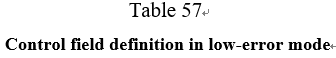 Table 57
Control field definition in low-error mode